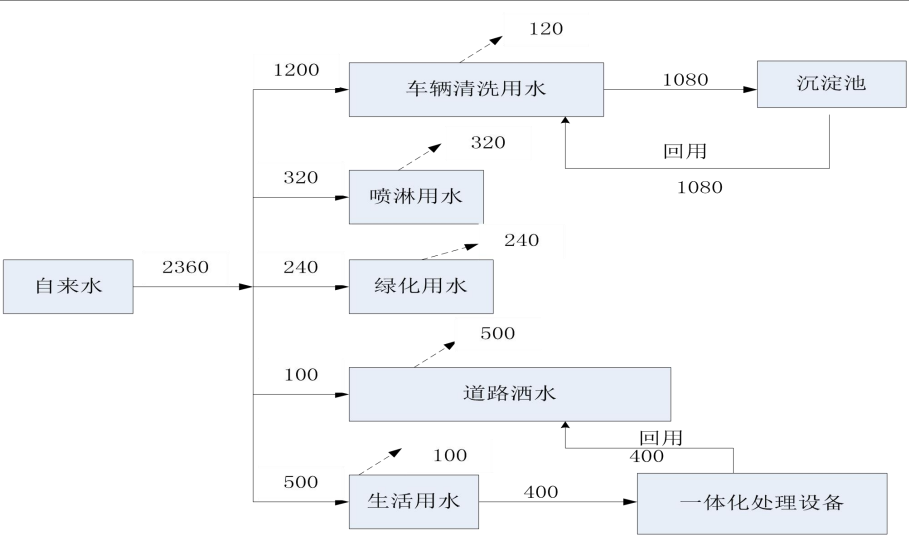 120
1200
车辆清洗用水
1080
沉淀池
回用
1080
320
320
喷淋用水
240
自来水
2360
240
绿化用水
500
100
道路洒水
回用
400
100
500
生活用水
400
一体化处理设备